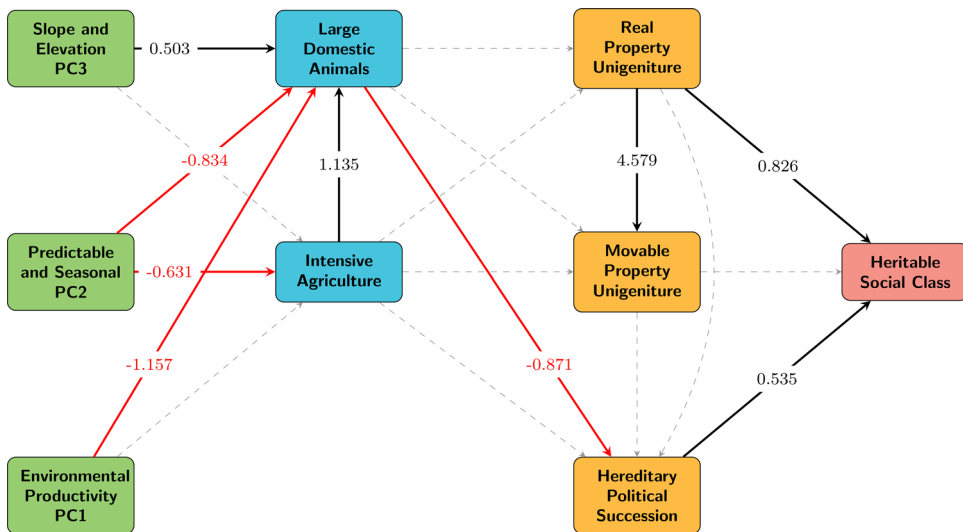 Slope and
Elevation
PC3
0.503
Large
Domestic
Animals
Real
Property
Unigeniture
-0.834
1.135
4.579
0.826
Predictable
and Seasonal
PC2
-0.631
Intensive
Agriculture
Movable
Property
Unigeniture
Heritable
Social Class
-1.157
-0.871
0.535
Environmental
Productivity
PC1
Hereditary
Political
Succession